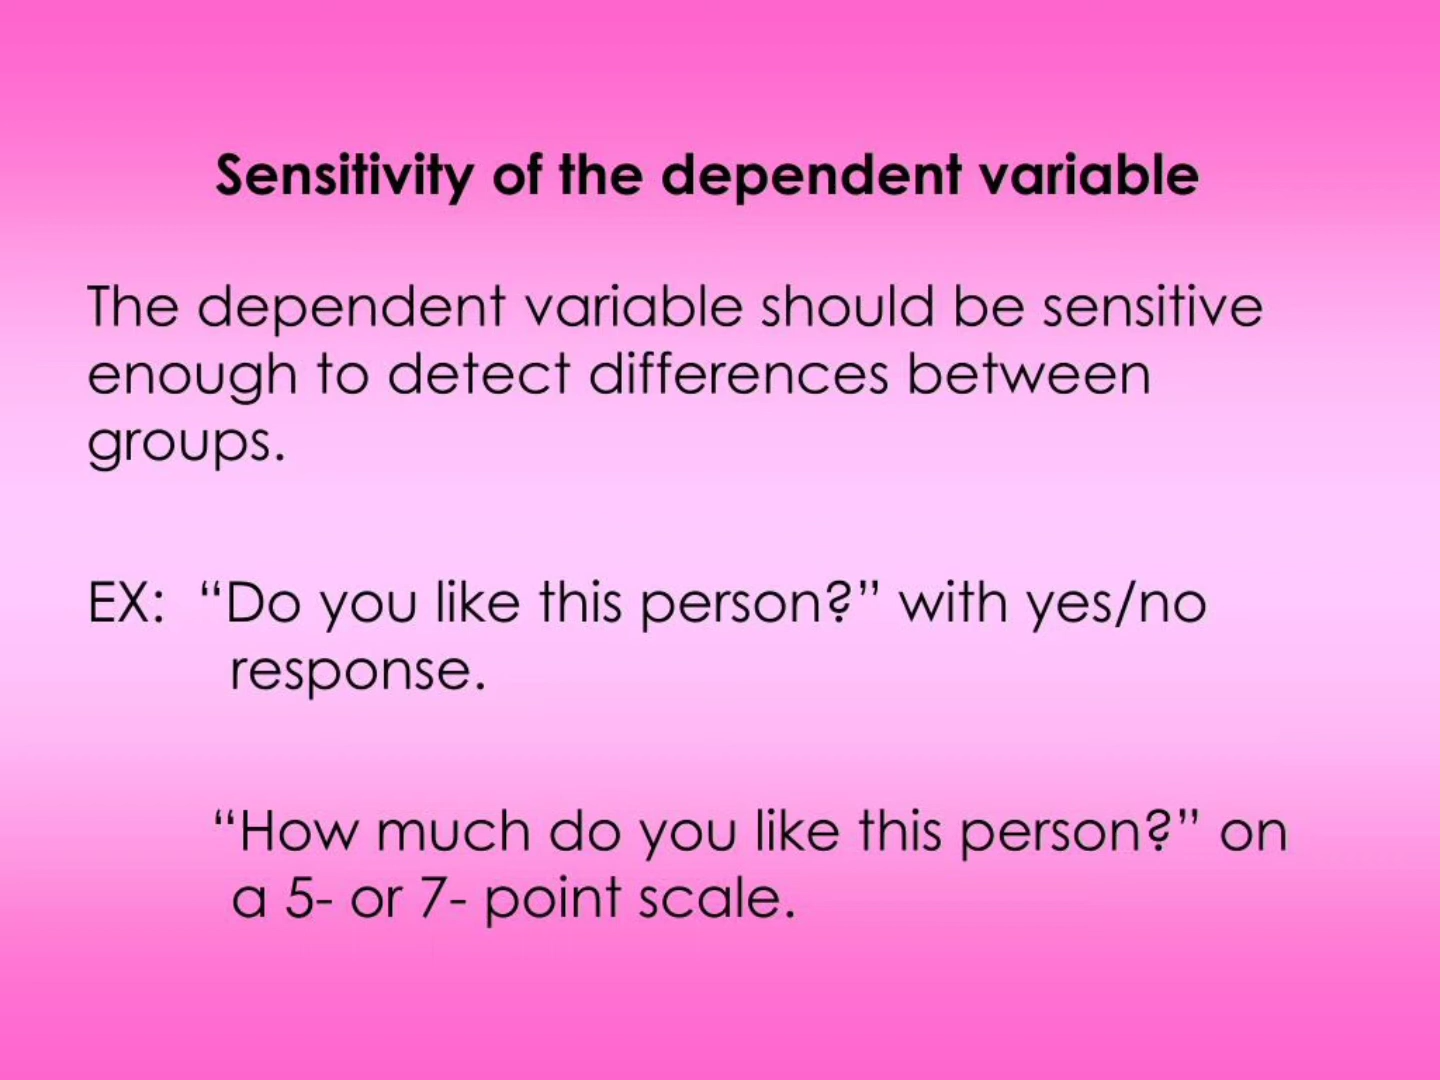 Sensitivity of the dependent variable
The dependent variable should be sensitive
enough to detect differences between
groups.
EX: “Do you like this person?” with yes/no
response.
“How much do you like this person?” on
a 5- or 7- point scale.